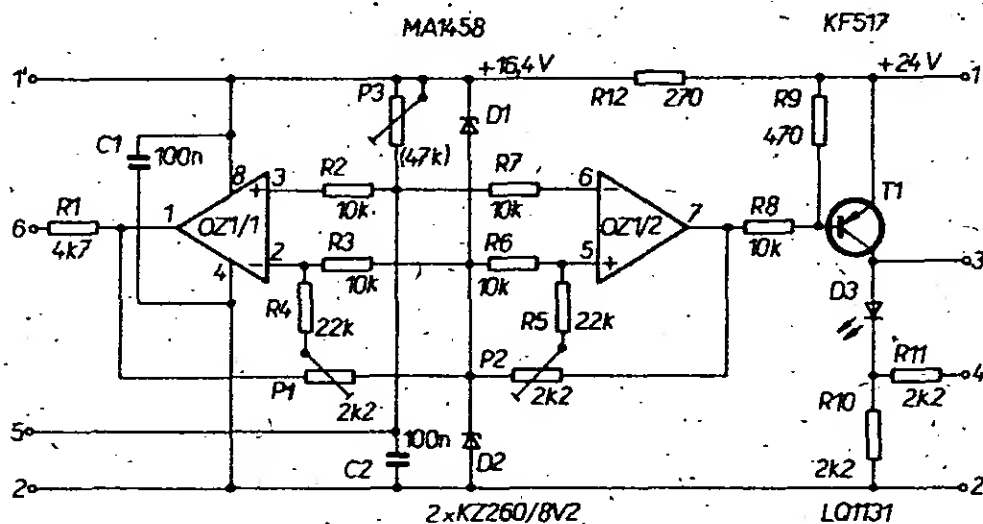 MA1458 KF517
1' +16,4V +24V 1
P3 D1 R12 270 R9
C1 (47k) 470
100n
8 3 R2 R7 6 T1
+ 10k 10k −
R1 1 OZ1/1 OZ1/2 7 R8
6 4k7 10k
4 2 R3 R6 5 3
− 10k 10k +
R4 22k R5 22k D3
P1 P2 R11 4
2k2 2k2 R10 2k2
5 100n
C2 D2 2k2
2 2
2xKZ260/8V2 LQ1131